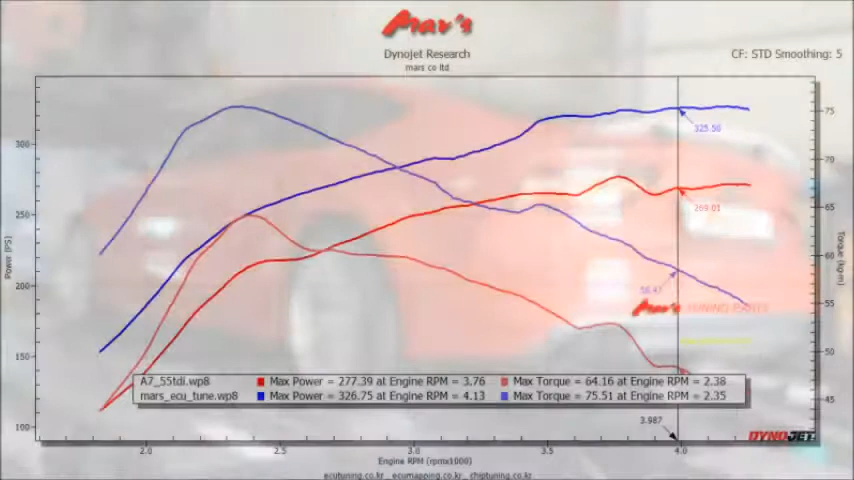 Mar's
Dynojet Research
CF: STD Smoothing: 5
mars co ltd
Power (PS)
300
250
200
150
100
75
70
65
60
55
50
45
Torque (kg-m)
325.56
269.01
58.47
Mar's TUNING PARTS
A7_55tdi.wp8 Max Power = 277.39 at Engine RPM = 3.76 Max Torque = 64.16 at Engine RPM = 2.38
mars_ecu_tune.wp8 Max Power = 326.75 at Engine RPM = 4.13 Max Torque = 75.51 at Engine RPM = 2.35
3.987
DYNOJET
2.0 2.5 3.0 3.5 4.0
Engine RPM (rpmx1000)
ecutuning.co.kr _ ecumapping.co.kr _ chiptuning.co.kr